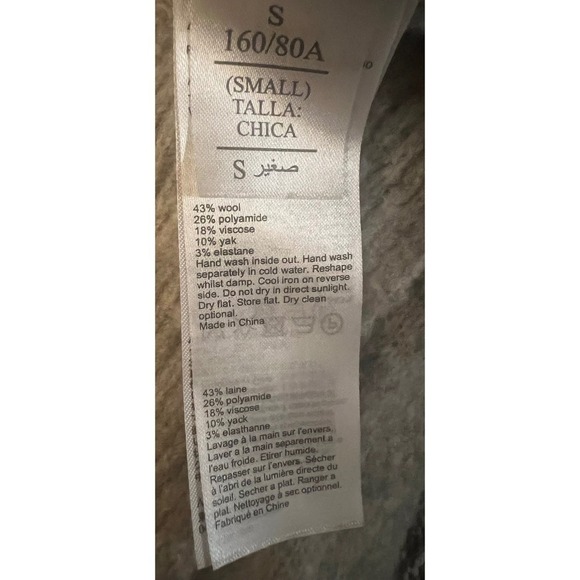 S
160/80A
(SMALL)
TALLA:
CHICA
S صغير
43% wool
26% polyamide
18% viscose
10% yak
3% elastane
Hand wash inside out. Hand wash
separately in cold water. Reshape
whilst damp. Cool iron on reverse
side. Do not dry in direct sunlight.
Dry flat. Store flat. Dry clean
optional.
Made in China
43% laine
26% polyamide
18% viscose
10% yack
3% elasthanne
Lavage à la main sur l'envers.
Laver a la main separement a
l'eau froide. Etirer humide.
Repasser sur l'envers. Sécher
à l'abri de la lumière directe du
soleil. Secher a plat. Ranger a
plat. Nettoyage à sec optionnel.
Fabriqué en Chine